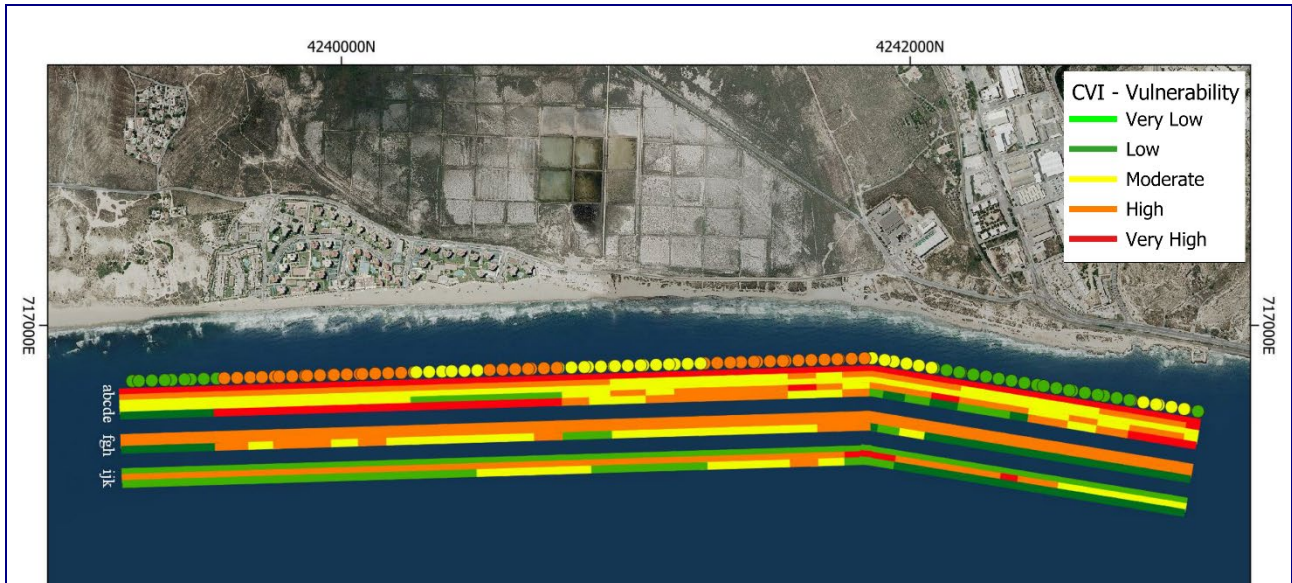 4240000N
4242000N
CVI - Vulnerability
Very Low
Low
Moderate
High
Very High
717000E
717000E
abcde
fgh
ijk